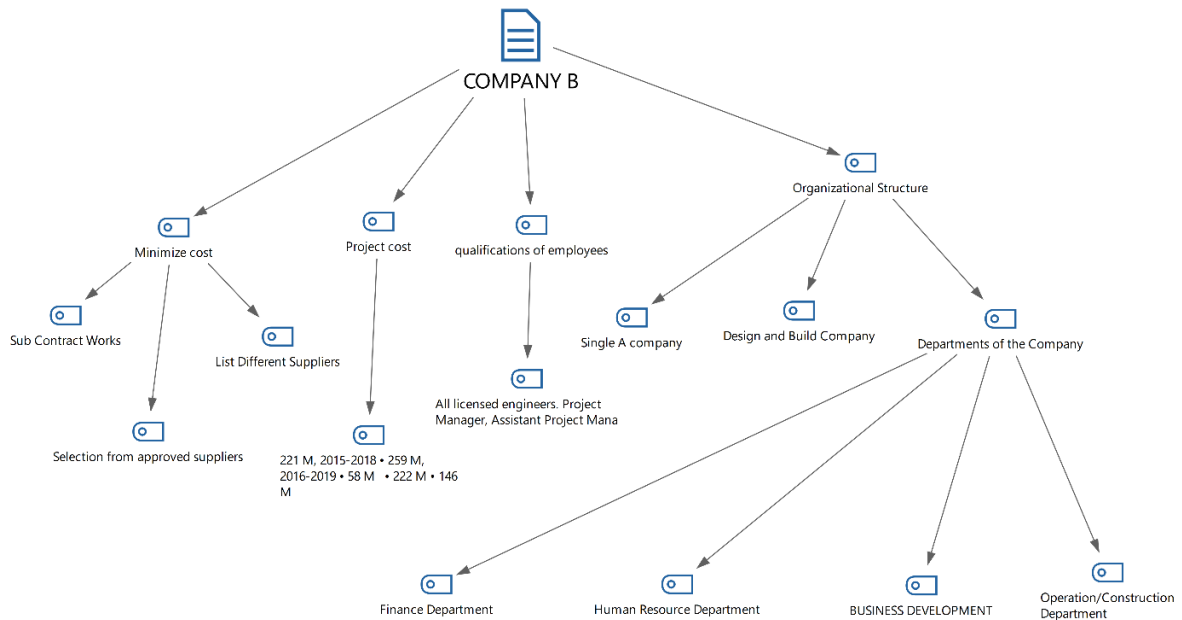 COMPANY B
Organizational Structure
Minimize cost
Project cost
qualifications of employees
Sub Contract Works
List Different Suppliers
Single A company
Design and Build Company
Departments of the Company
All licensed engineers. Project
Manager, Assistant Project Mana
Selection from approved suppliers
221 M, 2015-2018 • 259 M,
2016-2019 • 58 M • 222 M • 146
M
Finance Department
Human Resource Department
BUSINESS DEVELOPMENT
Operation/Construction
Department